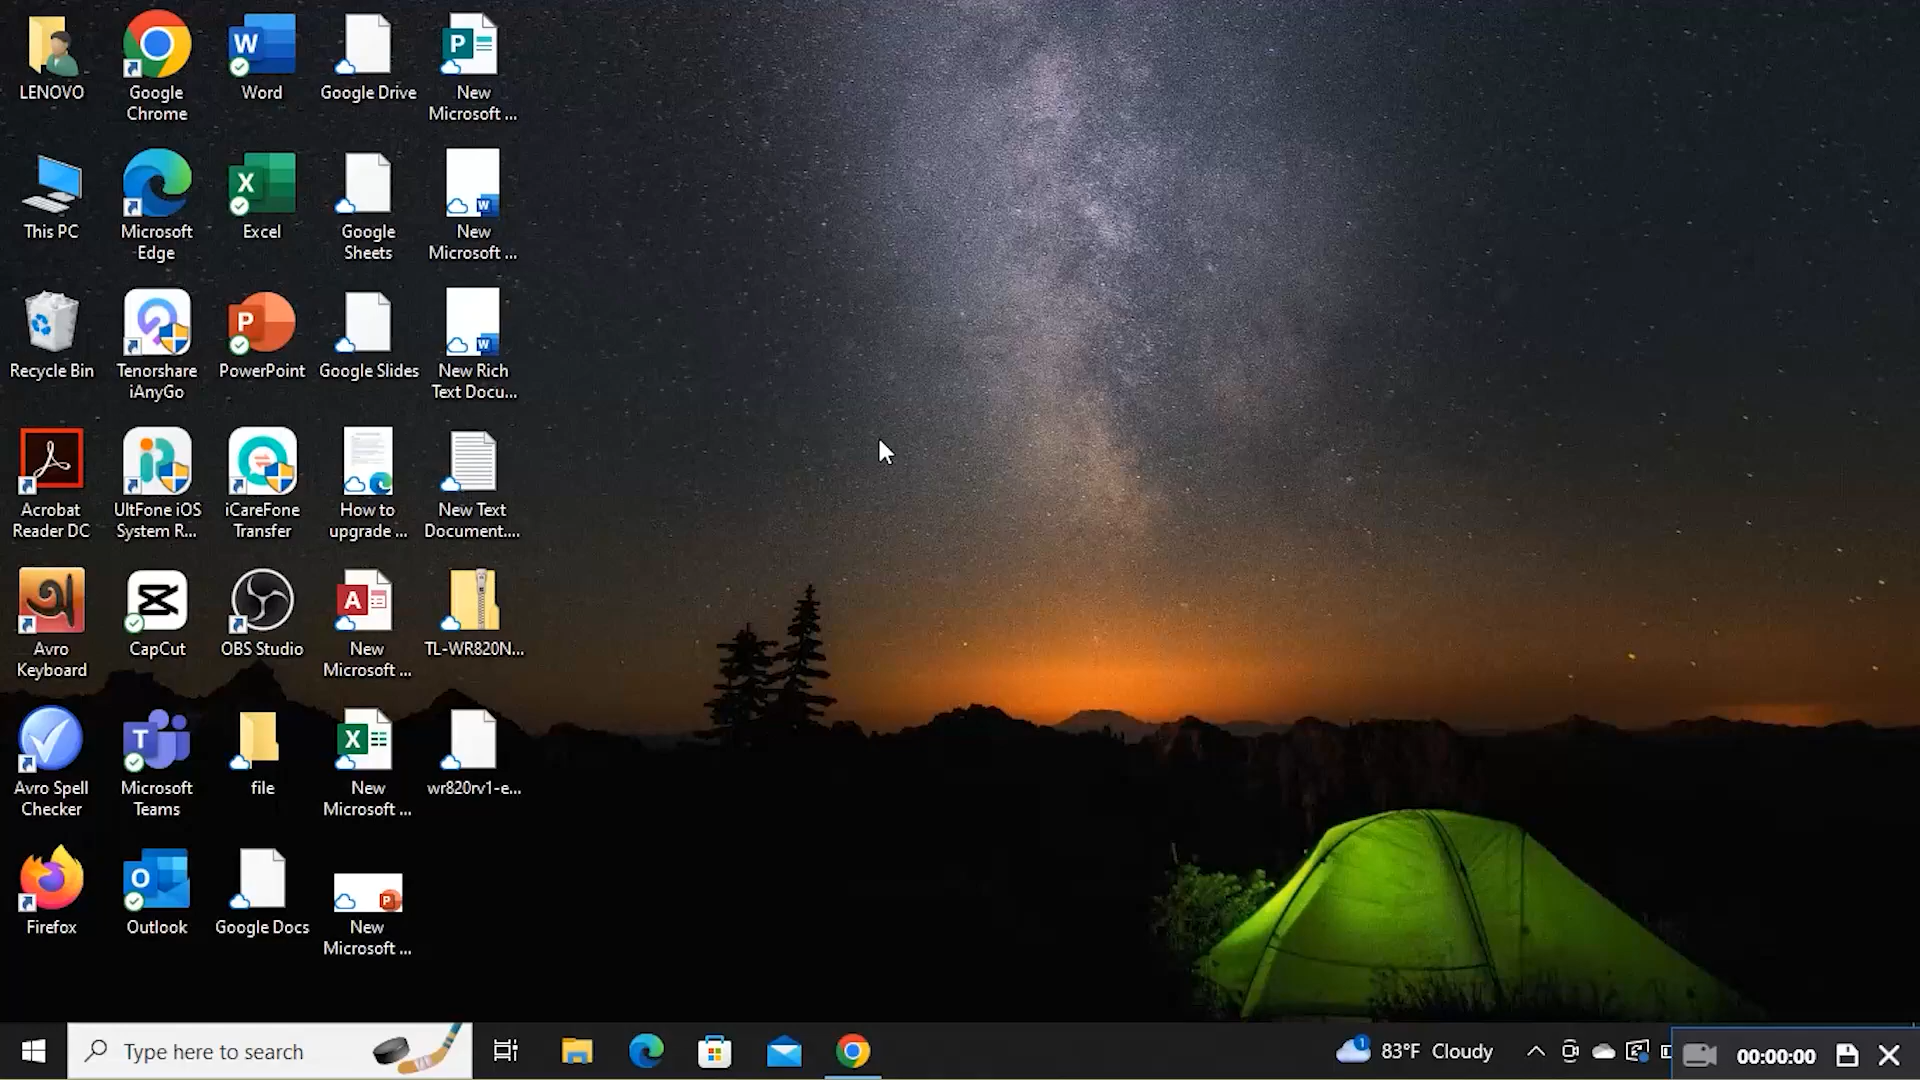 LENOVO
Google
Chrome
Word
Google Drive
New
Microsoft ...
This PC
Microsoft
Edge
Excel
Google
Sheets
New
Microsoft ...
Recycle Bin
Tenorshare
iAnyGo
PowerPoint
Google Slides
New Rich
Text Docu...
Acrobat
Reader DC
UltFone iOS
System R...
iCareFone
Transfer
How to
upgrade ...
New Text
Document....
Avro
Keyboard
CapCut
OBS Studio
New
Microsoft ...
TL-WR820N...
Avro Spell
Checker
Microsoft
Teams
file
New
Microsoft ...
wr820rv1-e...
Firefox
Outlook
Google Docs
New
Microsoft ...
Type here to search
1
83°F Cloudy
00:00:00